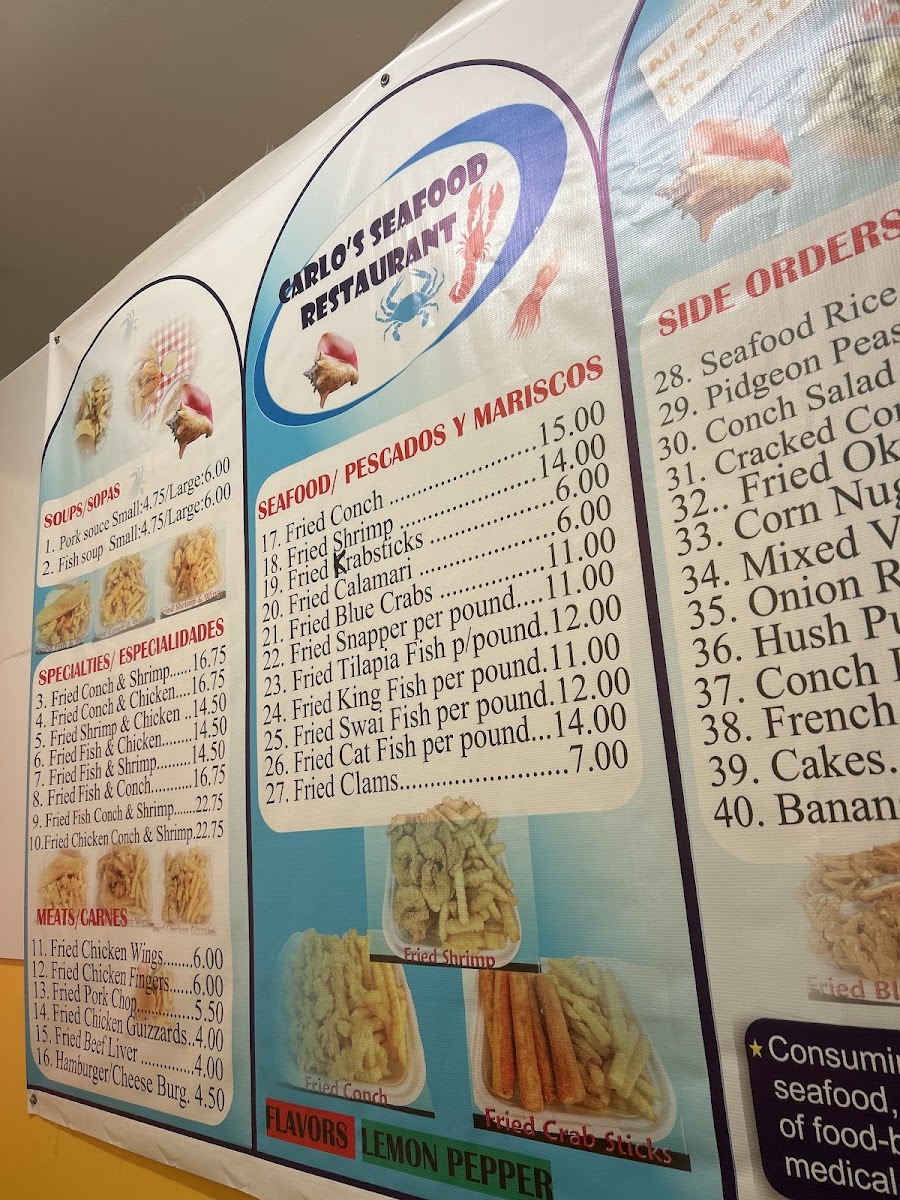 SOUPS/SOPAS
1. Pork souce Small:4.75/Large:6.00
2. Fish soup Small:4.75/Large:6.00
Fried Shrimp &
SPECIALTIES/ ESPECIALIDADES
3. Fried Conch & Shrimp.....16.75
4. Fried Conch & Chicken....16.75
5. Fried Shrimp & Chicken ..14.50
6. Fried Fish & Chicken........14.50
7. Fried Fish & Shrimp.........14.50
8. Fried Fish & Conch...........16.75
9. Fried Fish Conch & Shrimp.......22.75
10.Fried Chicken Conch & Shrimp.22.75
MEATS/CARNES
11. Fried Chicken Wings.......6.00
12. Fried Chicken Fingers......6.00
13. Fried Pork Chop.............5.50
14. Fried Chicken Guizzards..4.00
15. Fried Beef Liver .............4.00
16. Hamburger/Cheese Burg. 4.50
CARLO'S SEAFOOD
RESTAURANT
SEAFOOD/ PESCADOS Y MARISCOS
17. Fried Conch ........................15.00
18. Fried Shrimp ......................14.00
19. Fried Krabsticks ...................6.00
20. Fried Calamari .....................6.00
21. Fried Blue Crabs .................11.00
22. Fried Snapper per pound....11.00
23. Fried Tilapia Fish p/pound.12.00
24. Fried King Fish per pound.11.00
25. Fried Swai Fish per pound.12.00
26. Fried Cat Fish per pound...14.00
27. Fried Clams........................7.00
Fried Shrimp
Fried Conch
Fried Crab Sticks
FLAVORS LEMON PEPPER
All
for just
the
SIDE ORDERS
28. Seafood Rice
29. Pidgeon Peas
30. Conch Salad
31. Cracked
32.. Fried
33. Corn
34. Mixed
35. Onion
36. Hush
37. Conch
38. French
39. Cakes.
40.
Fried
seafood,
of
medical